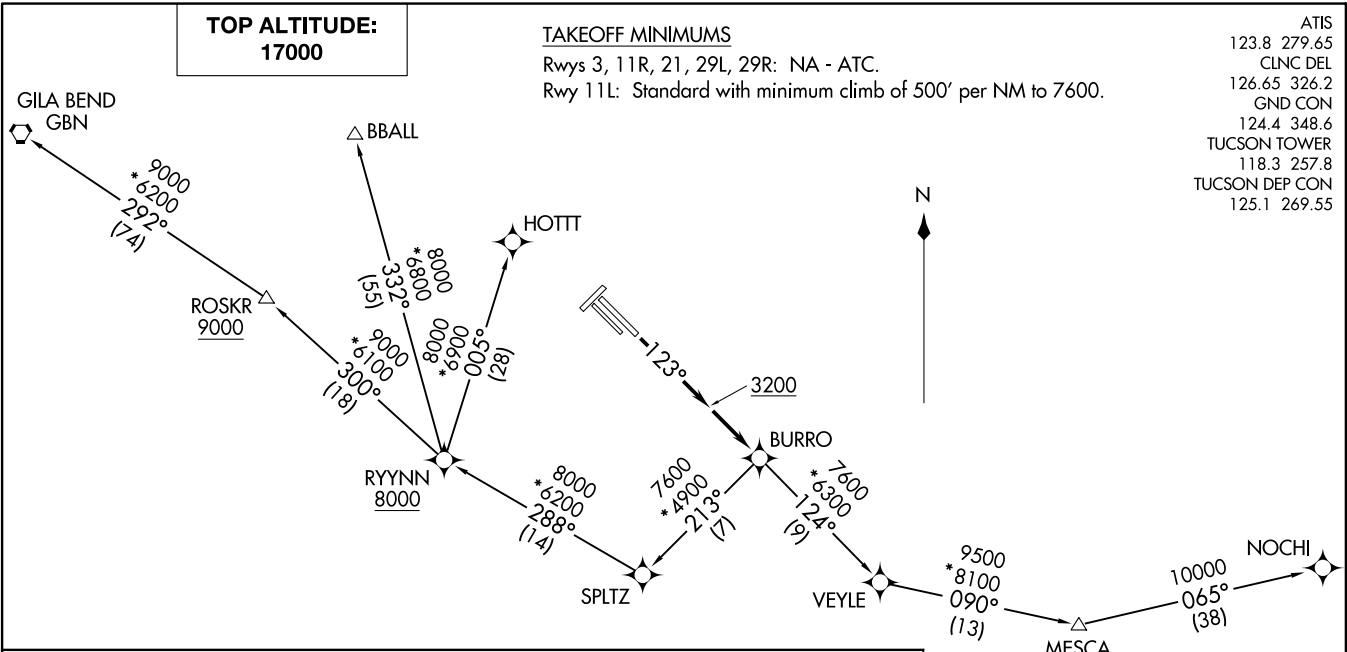 TOP ALTITUDE:
17000
TAKEOFF MINIMUMS
Rwys 3, 11R, 21, 29L, 29R: NA - ATC.
Rwy 11L: Standard with minimum climb of 500' per NM to 7600.
ATIS
123.8 279.65
CLNC DEL
126.65 326.2
GND CON
124.4 348.6
TUCSON TOWER
118.3 257.8
TUCSON DEP CON
125.1 269.55
GILA BEND
GBN
BBALL
HOTTT
N
9000
*6200
292°
(74)
ROSKR
9000
9000
*6100
300°
(18)
8000
*6800
332°
(55)
8000
*6900
005°
(28)
123°
3200
BURRO
RYYNN
8000
8000
*6200
288°
(14)
7600
*4900
213°
(7)
7600
*6300
124°
(9)
SPLTZ
VEYLE
9500
*8100
090°
(13)
MESCA
10000
065°
(38)
NOCHI